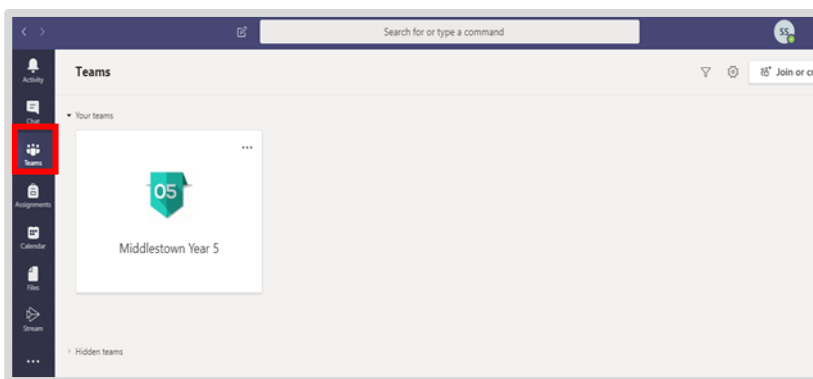 Search for or type a command
SS
Activity
Teams
Join or cr
Chat
Your teams
Teams
05
Assignments
Middlestown Year 5
Calendar
Files
Stream
Hidden teams